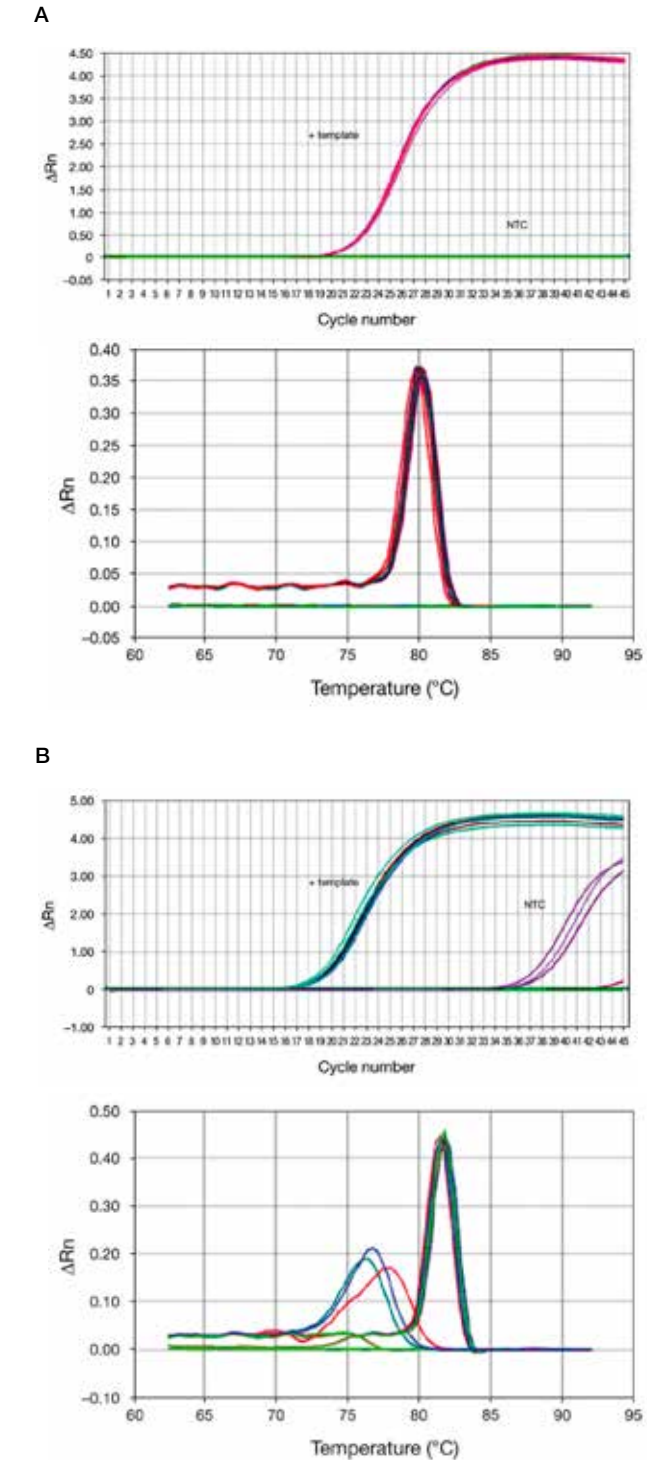 A
4.50
4.00
3.50
3.00
2.50
2.00
1.50
1.00
0.50
0
−0.05
ΔRn
+ template
NTC
1 2 3 4 5 6 7 8 9 10 11 12 13 14 15 16 17 18 19 20 21 22 23 24 25 26 27 28 29 30 31 32 33 34 35 36 37 38 39 40 41 42 43 44 45
Cycle number
0.40
0.35
0.30
0.25
0.20
0.15
0.10
0.05
0.00
−0.05
ΔRn
60 65 70 75 80 85 90 95
Temperature (°C)
B
5.00
4.00
3.00
2.00
1.00
0
−1.00
ΔRn
+ template
NTC
1 2 3 4 5 6 7 8 9 10 11 12 13 14 15 16 17 18 19 20 21 22 23 24 25 26 27 28 29 30 31 32 33 34 35 36 37 38 39 40 41 42 43 44 45
Cycle number
0.50
0.40
0.30
0.20
0.10
0.00
−0.10
ΔRn
60 65 70 75 80 85 90 95
Temperature (°C)